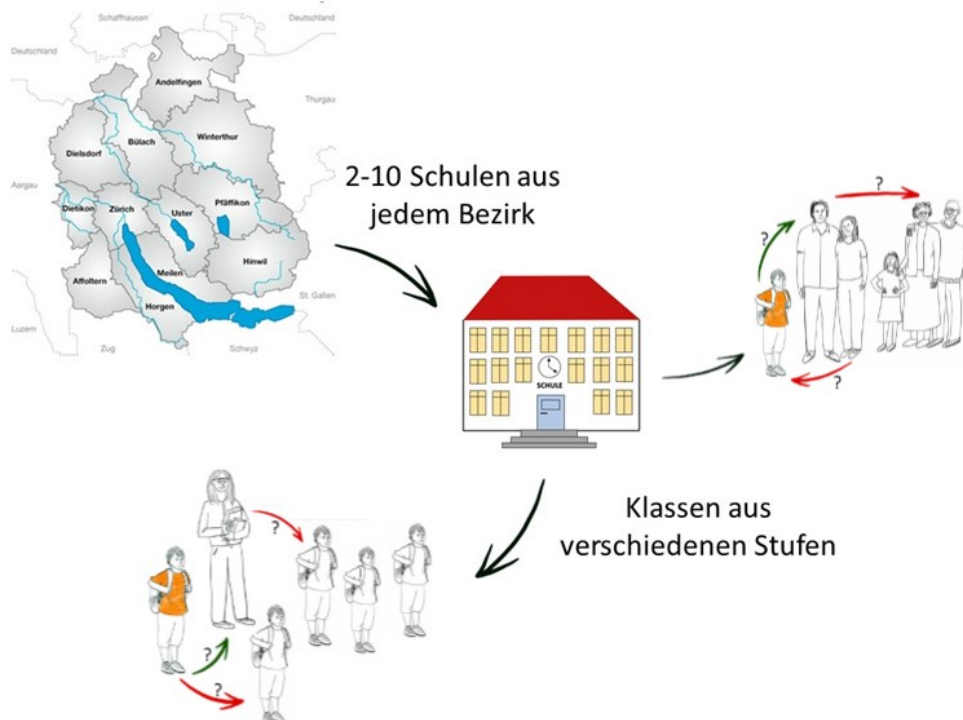 Schaffhausen
Deutschland
Deutschland
Andelfingen
Thurgau
Bülach
Winterthur
Dielsdorf
Aargau
Dietikon
Zürich
Uster
Pfäffikon
Meilen
Hinwil
Affoltern
Horgen
St. Gallen
Luzern
Zug
Schwyz
2-10 Schulen aus
jedem Bezirk
?
?
?
SCHULE
Klassen aus
verschiedenen Stufen
?
?
?